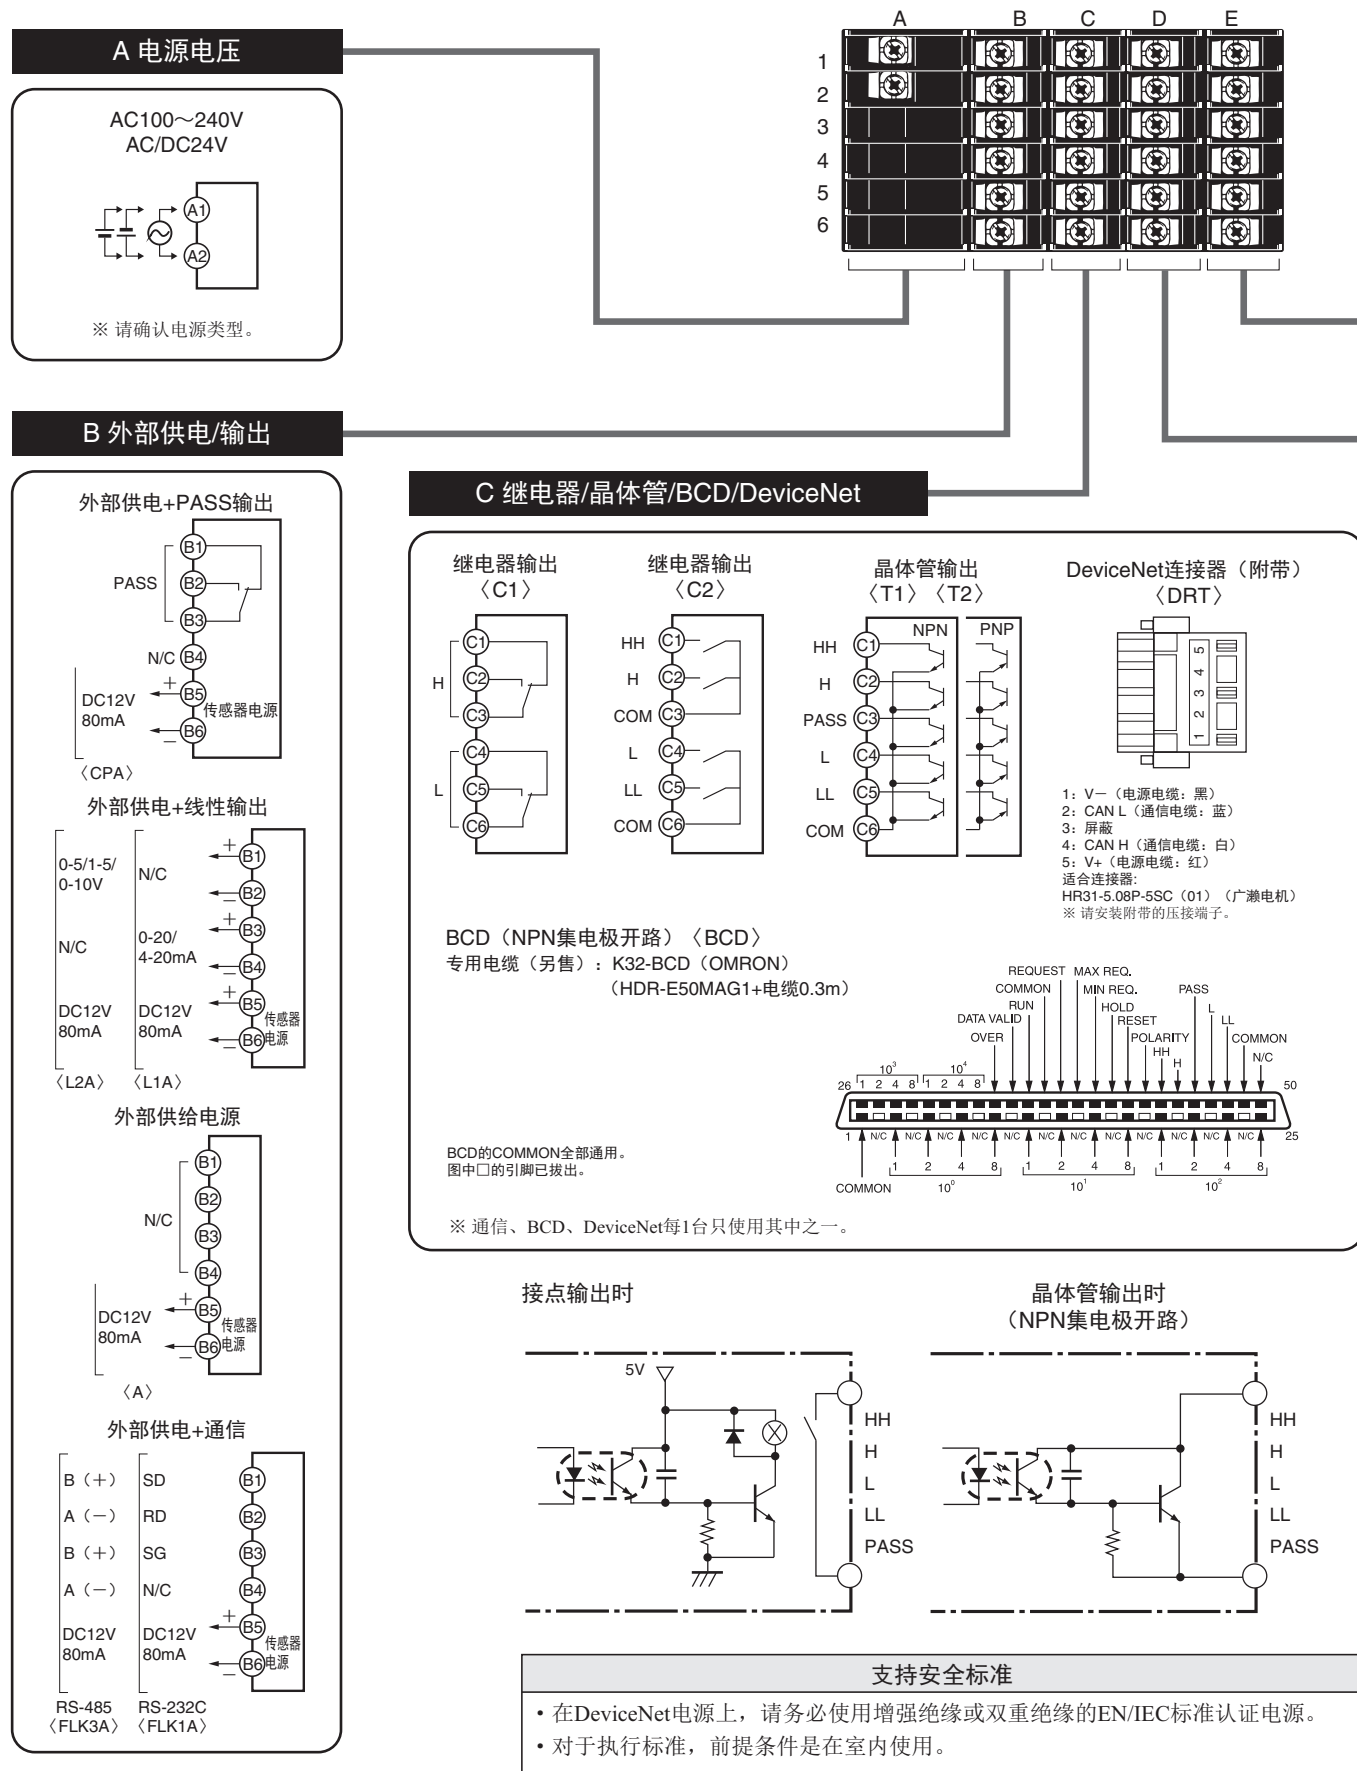 A B C D E
1
2
3
4
5
6
A 电源电压
AC100～240V
AC/DC24V
A1
A2
※ 请确认电源类型。
B 外部供电/输出
外部供电+PASS输出
B1
PASS B2
B3
N/C B4
+
DC12V
80mA
B5
传感器电源
B6
−
〈CPA〉
外部供电+线性输出
0-5/1-5/
0-10V
N/C
+
B1
B2
−
N/C
0-20/
4-20mA
+
B3
B4
−
DC12V
80mA
DC12V
80mA
+
B5
传感器
电源
B6
−
〈L2A〉 〈L1A〉
外部供给电源
B1
B2
N/C
B3
B4
DC12V
80mA
+
B5
传感器
电源
B6
−
〈A〉
外部供电+通信
B（+） SD B1
A（−） RD B2
B（+） SG B3
A（−） N/C B4
DC12V
80mA
DC12V
80mA
+
B5
传感器
电源
B6
−
RS-485 RS-232C
〈FLK3A〉 〈FLK1A〉
C 继电器/晶体管/BCD/DeviceNet
继电器输出
〈C1〉
C1
H C2
C3
C4
L C5
C6
继电器输出
〈C2〉
HH C1
H C2
COM C3
L C4
LL C5
COM C6
晶体管输出
〈T1〉〈T2〉
NPN PNP
HH C1
H C2
PASS C3
L C4
LL C5
COM C6
DeviceNet连接器（附带）
〈DRT〉
5
4
3
2
1
1：V−（电源电缆：黑）
2：CAN L（通信电缆：蓝）
3：屏蔽
4：CAN H（通信电缆：白）
5：V+（电源电缆：红）
适合连接器:
HR31-5.08P-5SC（01）（广濑电机）
※ 请安装附带的压接端子。
BCD（NPN集电极开路）〈BCD〉
专用电缆（另售）：K32-BCD（OMRON）
（HDR-E50MAG1+电缆0.3m）
REQUEST MAX REQ.
COMMON MIN REQ. PASS
RUN HOLD L
DATA VALID RESET LL
OVER POLARITY COMMON
HH N/C
H
10³ 10⁴
26 1 2 4 8 1 2 4 8 50
1 N/C N/C N/C N/C N/C N/C N/C N/C N/C N/C N/C N/C 25
1 2 4 8 1 2 4 8 1 2 4 8
COMMON 10⁰ 10¹ 10²
BCD的COMMON全部通用。
图中□的引脚已拔出。
※ 通信、BCD、DeviceNet每1台只使用其中之一。
接点输出时
5V
HH
H
L
LL
PASS
晶体管输出时
（NPN集电极开路）
HH
H
L
LL
PASS
支持安全标准
・在DeviceNet电源上，请务必使用增强绝缘或双重绝缘的EN/IEC标准认证电源。
・对于执行标准，前提条件是在室内使用。